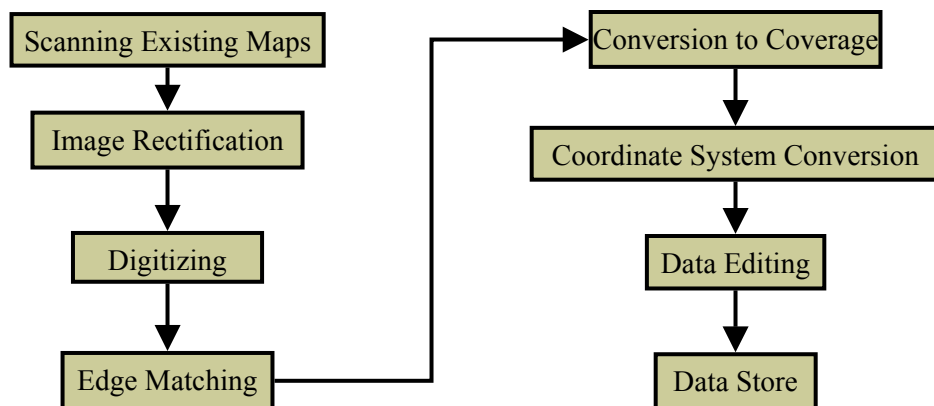 Scanning Existing Maps
Image Rectification
Digitizing
Edge Matching
Conversion to Coverage
Coordinate System Conversion
Data Editing
Data Store